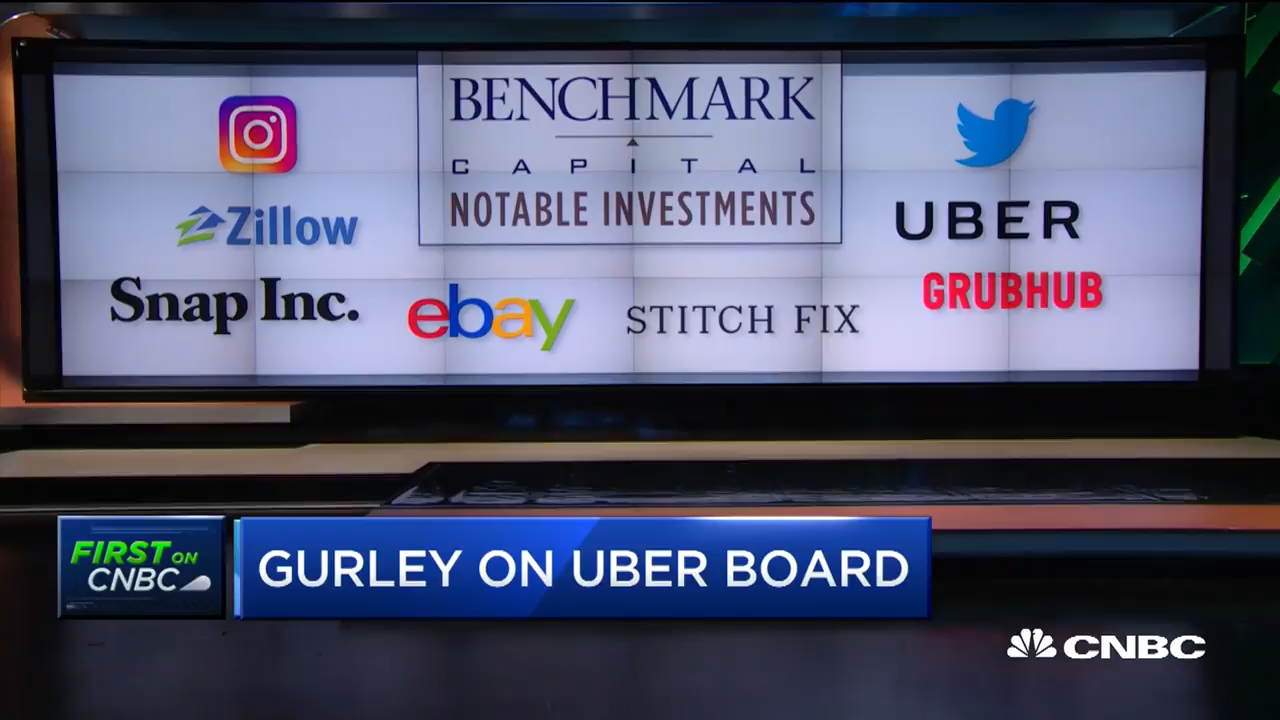 BENCHMARK
CAPITAL
NOTABLE INVESTMENTS
Zillow
Snap Inc.
ebay
STITCH FIX
UBER
GRUBHUB
FIRST ON
CNBC
GURLEY ON UBER BOARD
CNBC